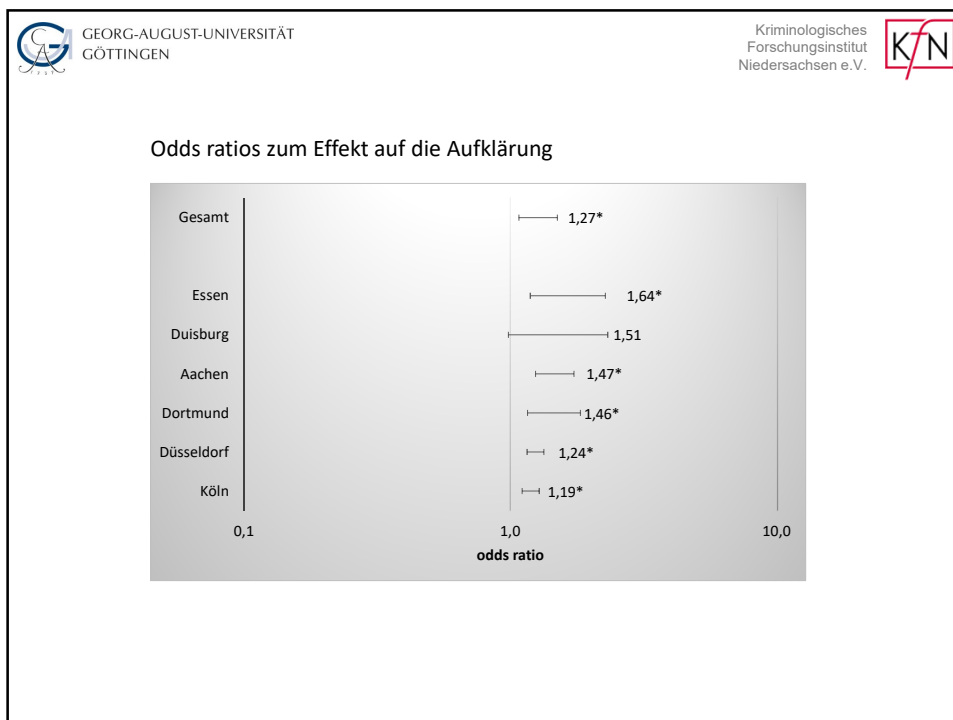 GEORG-AUGUST-UNIVERSITÄT
GÖTTINGEN
Kriminologisches
Forschungsinstitut
Niedersachsen e.V.
KfN
Odds ratios zum Effekt auf die Aufklärung
Gesamt 1,27*
Essen 1,64*
Duisburg 1,51
Aachen 1,47*
Dortmund 1,46*
Düsseldorf 1,24*
Köln 1,19*
0,1 1,0 10,0
odds ratio